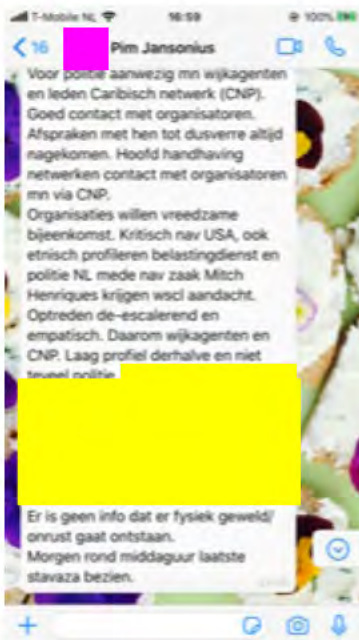 T-Mobile NL 16:59 100%
16 Pim Jansonius
Voor politie aanwezig mn wijkagenten
en leden Caribisch netwerk (CNP).
Goed contact met organisatoren.
Afspraken met hen tot dusverre altijd
nagekomen. Hoofd handhaving
netwerken contact met organisatoren
mn via CNP.
Organisaties willen vreedzame
bijeenkomst. Kritisch nav USA, ook
etnisch profileren belastingdienst en
politie NL mede nav zaak Mitch
Henriques krijgen wscl aandacht.
Optreden de-escalerend en
empatisch. Daarom wijkagenten en
CNP. Laag profiel derhalve en niet
teveel politie.
Er is geen info dat er fysiek geweld/
onrust gaat ontstaan.
Morgen rond middaguur laatste
stavaza bezien.